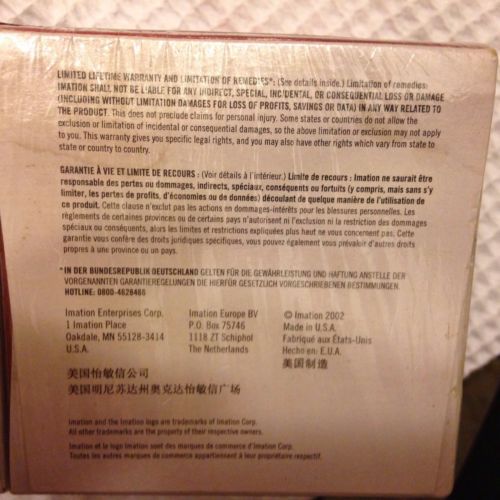 LIMITED LIFETIME WARRANTY AND LIMITATION OF REMEDIES*: (See details inside.) Limitation of remedies:
IMATION SHALL NOT BE LIABLE FOR ANY INDIRECT, SPECIAL, INCIDENTAL, OR CONSEQUENTIAL LOSS OR DAMAGE
(INCLUDING WITHOUT LIMITATION DAMAGES FOR LOSS OF PROFITS, SAVINGS OR DATA) IN ANY WAY RELATED TO
THE PRODUCT. This does not preclude claims for personal injury. Some states or countries do not allow the
exclusion or limitation of incidental or consequential damages, so the above limitation or exclusion may not apply
to you. This warranty gives you specific legal rights, and you may also have other rights which vary from state to
state or country to country.
GARANTIE À VIE ET LIMITE DE RECOURS : (Voir détails à l'intérieur.) Limite de recours : Imation ne saurait être
responsable des pertes ou dommages, indirects, spéciaux, conséquents ou fortuits (y compris, mais sans s'y
limiter, les pertes de profits, d'économies ou de données) découlant de quelque manière de l'utilisation de
ce produit. Cette clause n'exclut pas les actions en dommages-intérêts pour les blessures personnelles. Les
règlements de certaines provinces ou de certains pays n'autorisent ni l'exclusion ni la restriction des dommages
spéciaux ou conséquents, alors les limites et restrictions expliquées plus haut ne vous concernent pas. Cette
garantie vous confère des droits juridiques spécifiques, vous pouvez également vous prévaloir d'autres droits
propres à une province ou un pays.
*IN DER BUNDESREPUBLIK DEUTSCHLAND GELTEN FÜR DIE GEWÄHRLEISTUNG UND HAFTUNG ANSTELLE DER
VORGENANNTEN GARANTIEREGELUNGEN DIE HIERFÜR GESETZLICH VORGESCHRIEBENEN BESTIMMUNGEN.
HOTLINE: 0800-4628466
Imation Enterprises Corp.
1 Imation Place
Oakdale, MN 55128-3414
U.S.A.
Imation Europe BV
P.O. Box 75746
1118 ZT Schiphol
The Netherlands
© Imation 2002
Made in U.S.A.
Fabriqué aux États-Unis
Hecho en: E.U.A.
美国制造
美国怡敏信公司
美国明尼苏达州奥克达怡敏信广场
Imation and the Imation logo are trademarks of Imation Corp.
All other trademarks are the property of their respective owners.
Imation et le logo Imation sont des marques de commerce d'Imation Corp.
Toutes les autres marques de commerce appartiennent à leur propriétaire respectif.